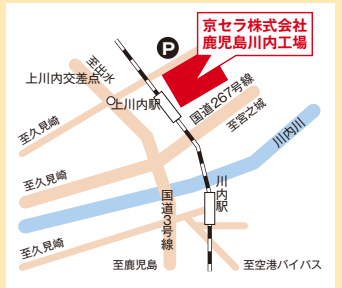 京セラ株式会社
鹿児島川内工場
P
至出水
上川内交差点
上川内駅
国道267号線
至宮之城
至久見崎
川内川
至久見崎
川内駅
国道3号線
至久見崎
至鹿児島
至空港バイパス